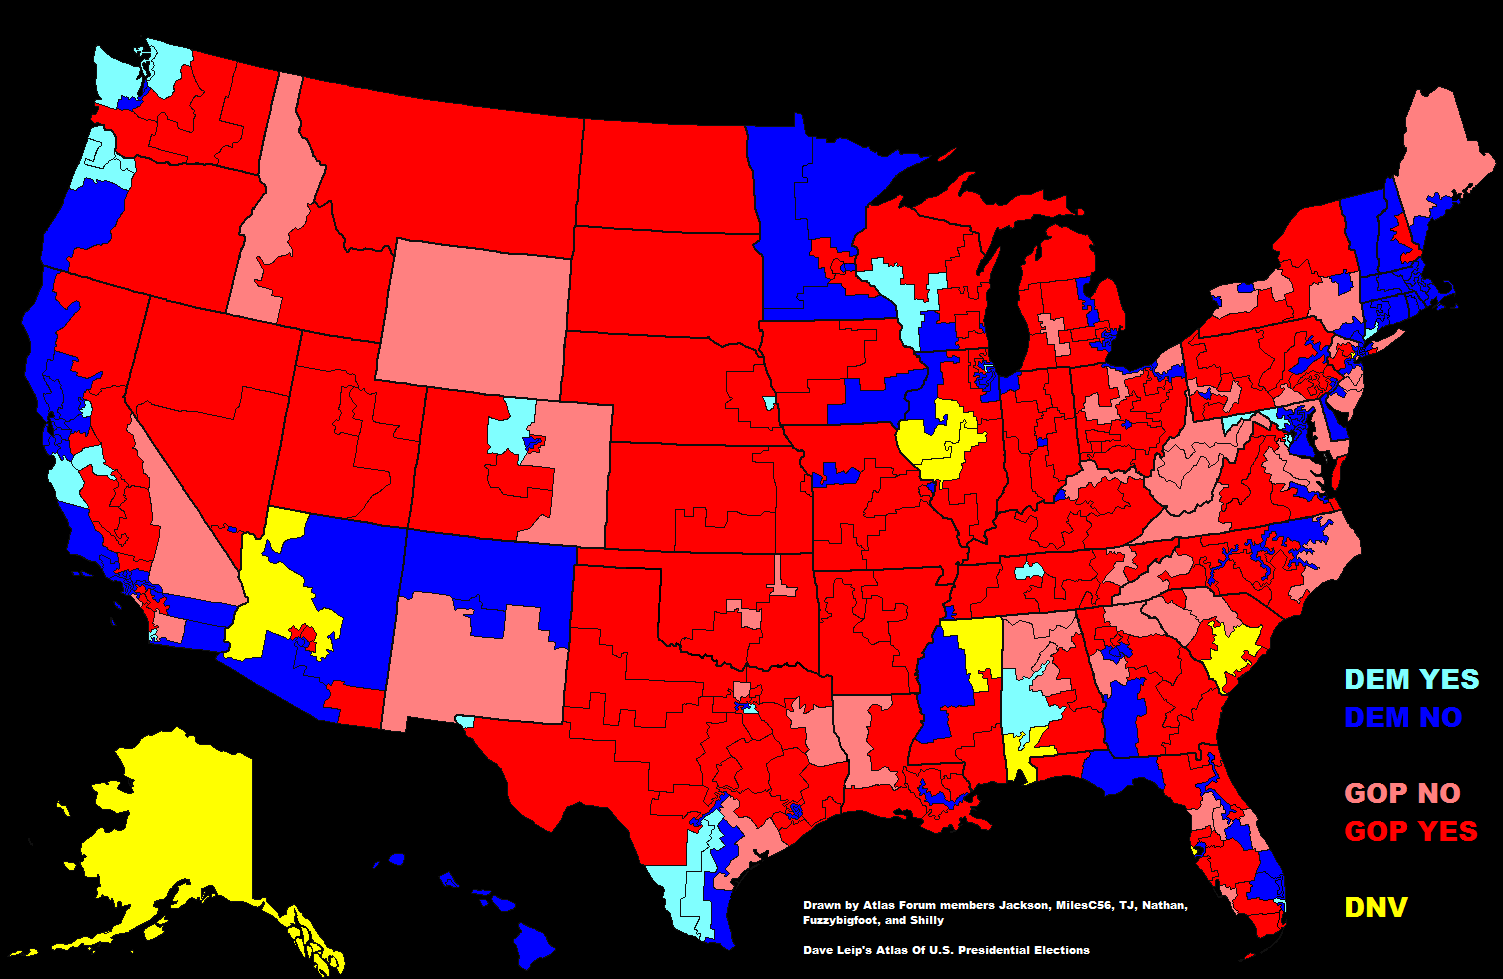 DEM YES
DEM NO
GOP NO
GOP YES
DNV
Drawn by Atlas Forum members Jackson, MilesC56, TJ, Nathan,
Fuzzybigfoot, and Shilly
Dave Leip's Atlas Of U.S. Presidential Elections